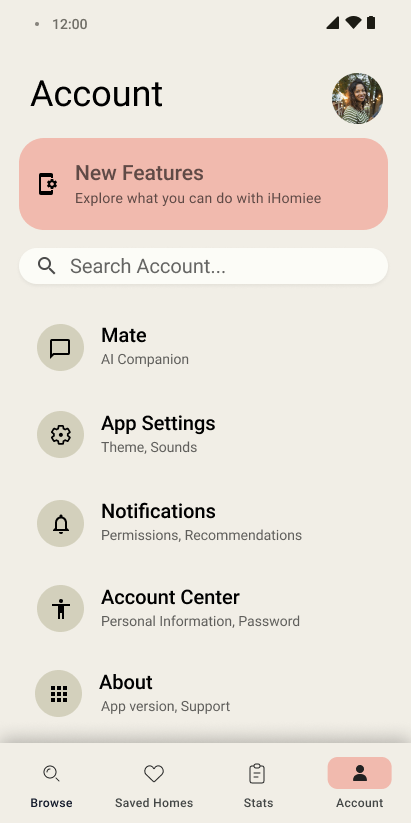 12:00
Account
New Features
Explore what you can do with iHomiee
Search Account...
Mate
AI Companion
App Settings
Theme, Sounds
Notifications
Permissions, Recommendations
Account Center
Personal Information, Password
About
App version, Support
Browse
Saved Homes
Stats
Account